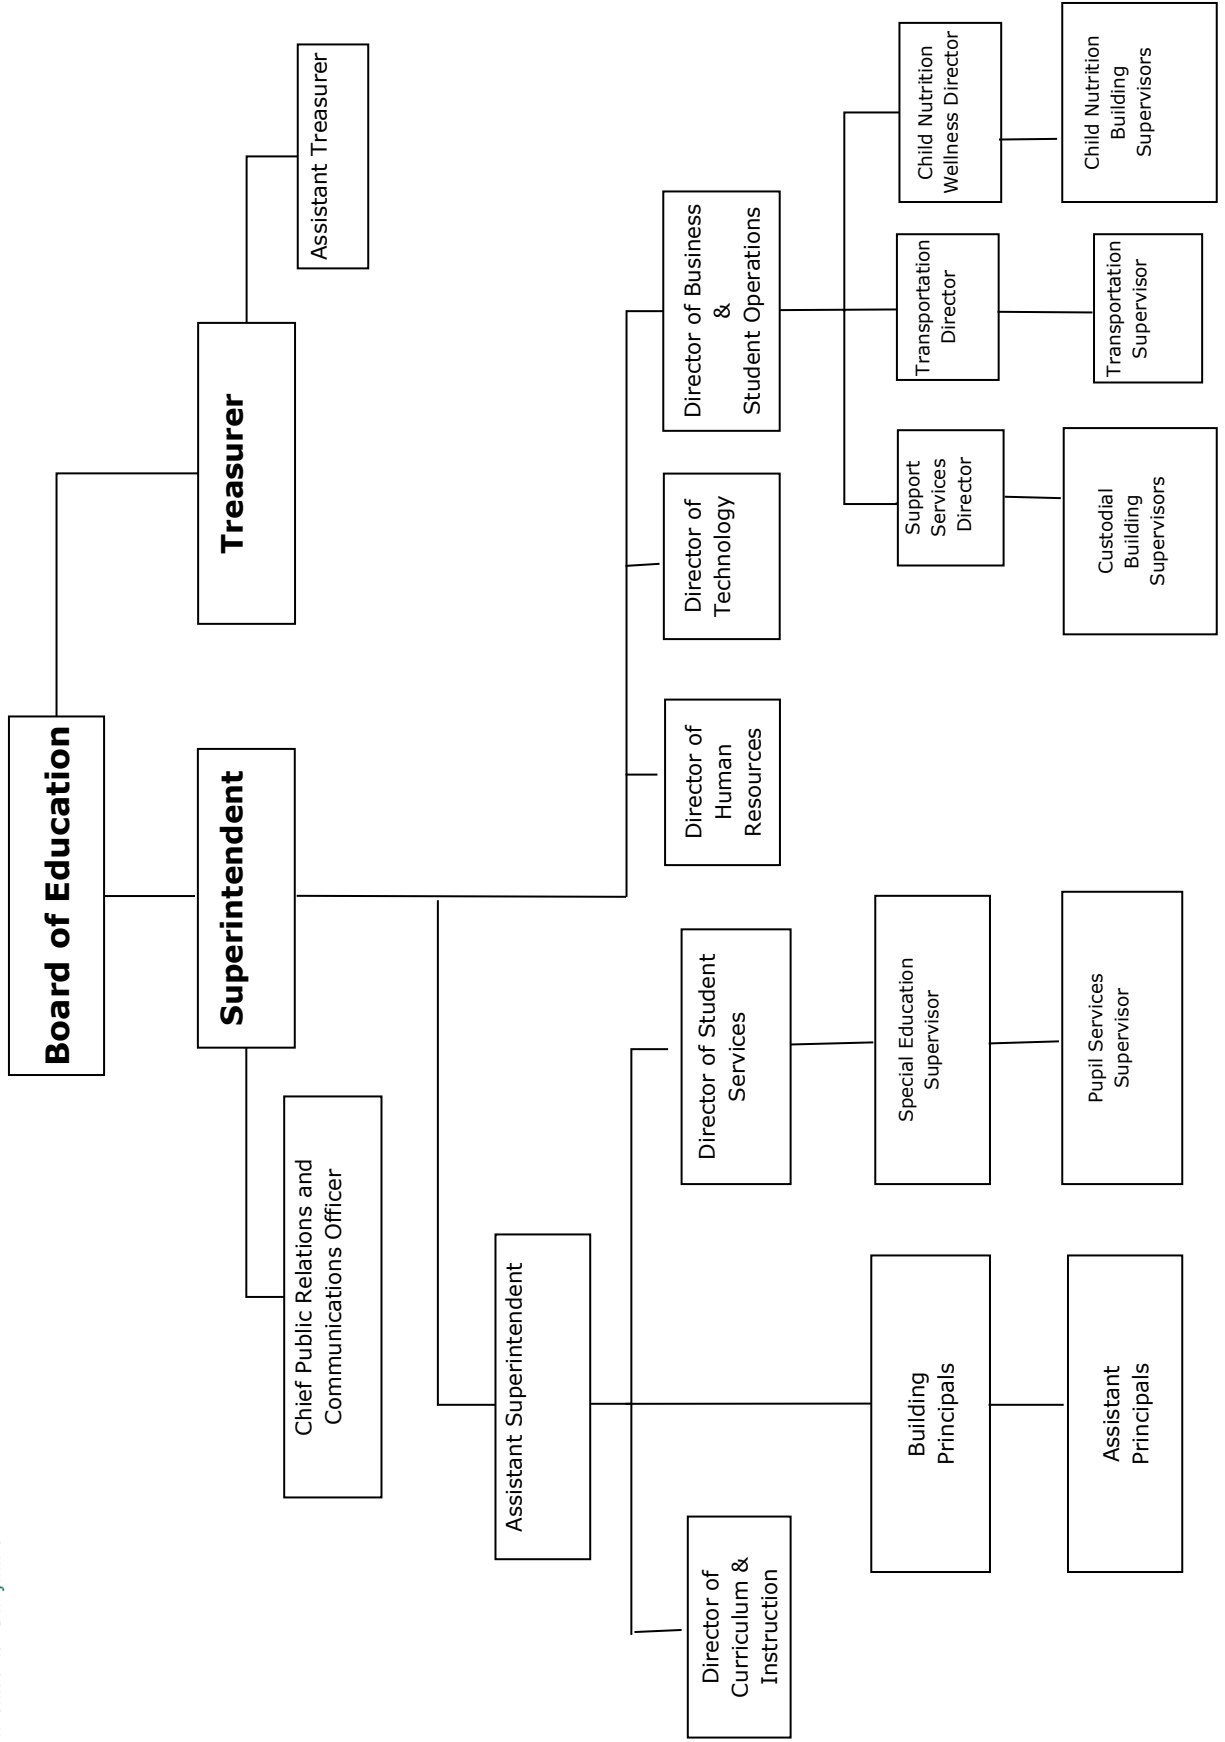 Board of Education
Superintendent
Treasurer
Chief Public Relations and
Communications Officer
Assistant Treasurer
Assistant Superintendent
Director of
Curriculum &
Instruction
Director of Student
Services
Director of
Human
Resources
Director of
Technology
Director of Business
&
Student Operations
Building
Principals
Special Education
Supervisor
Support
Services
Director
Transportation
Director
Child Nutrition
Wellness Director
Assistant
Principals
Pupil Services
Supervisor
Custodial
Building
Supervisors
Transportation
Supervisor
Child Nutrition
Building
Supervisors